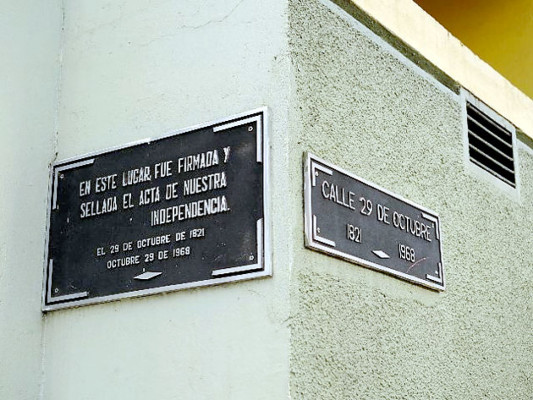 EN ESTE LUGAR, FUE FIRMADA Y
SELLADA EL ACTA DE NUESTRA
INDEPENDENCIA.
EL 29 DE OCTUBRE DE 1821
OCTUBRE 29 DE 1968
CALLE 29 DE OCTUBRE
1821 1968